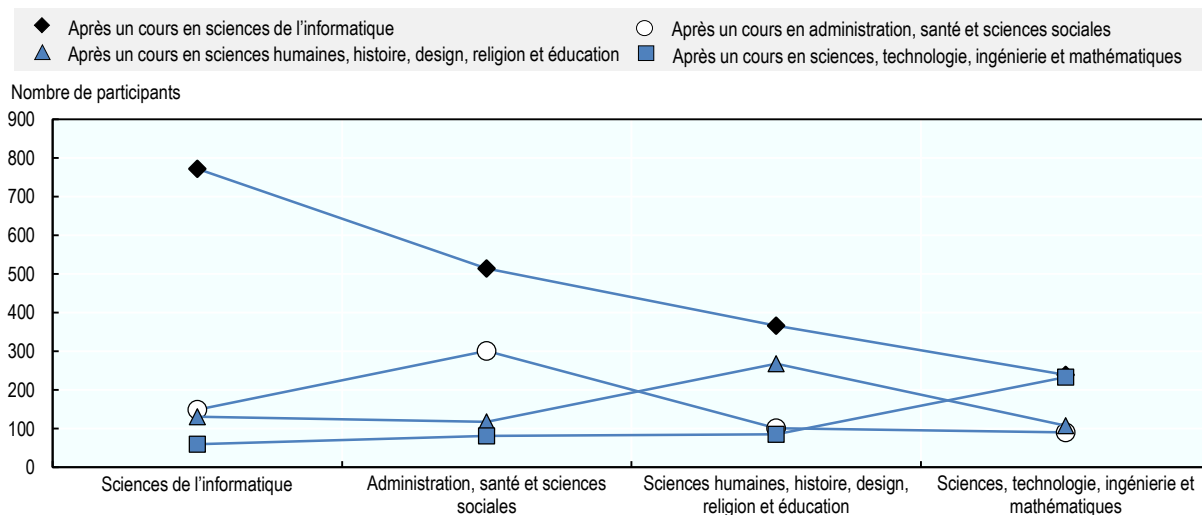 Après un cours en sciences de l'informatique
Après un cours en administration, santé et sciences sociales
Après un cours en sciences humaines, histoire, design, religion et éducation
Après un cours en sciences, technologie, ingénierie et mathématiques
Nombre de participants
900
800
700
600
500
400
300
200
100
0
Sciences de l'informatique
Administration, santé et sciences
sociales
Sciences humaines, histoire, design,
religion et éducation
Sciences, technologie, ingénierie et
mathématiques